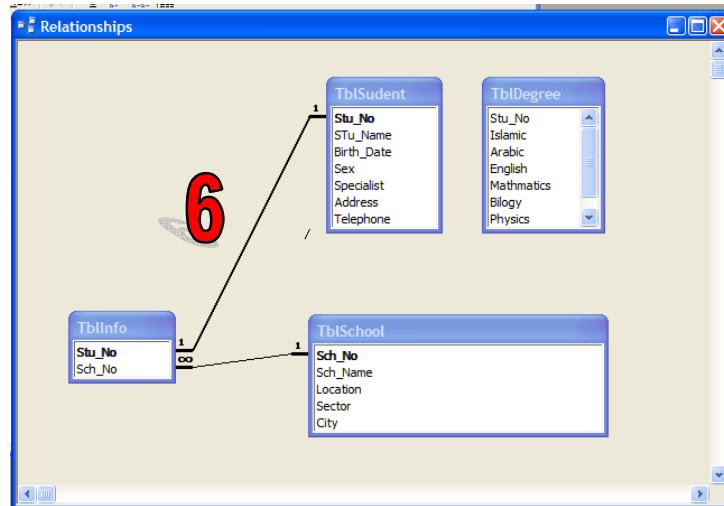 Relationships
TblSudent
1
Stu_No
STu_Name
Birth_Date
Sex
Specialist
Address
Telephone
TblDegree
Stu_No
Islamic
Arabic
English
Mathmatics
Bilogy
Physics
6
TblInfo
Stu_No
Sch_No
1
∞
1
TblSchool
Sch_No
Sch_Name
Location
Sector
City